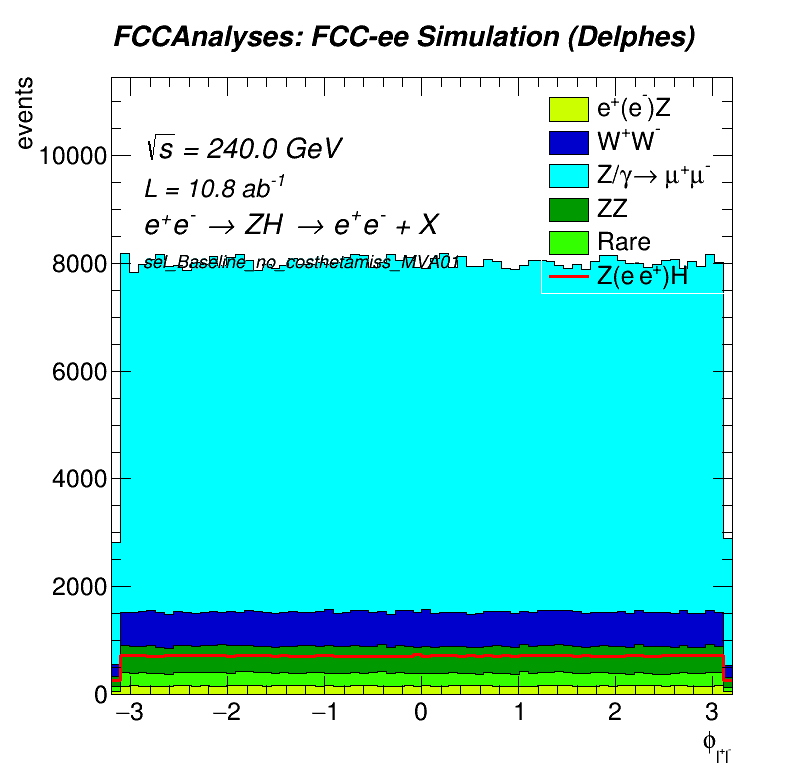 FCCAnalyses: FCC-ee Simulation (Delphes)
events
√s = 240.0 GeV
L = 10.8 ab⁻¹
e⁺e⁻ → ZH → e⁺e⁻ + X
sel_Baseline_no_costhetamiss_MVA01
e⁺(e⁻)Z
W⁺W⁻
Z/γ→ μ⁺μ⁻
ZZ
Rare
Z(e e⁺)H
10000
8000
6000
4000
2000
0
−3 −2 −1 0 1 2 3
ϕ l⁺l⁻